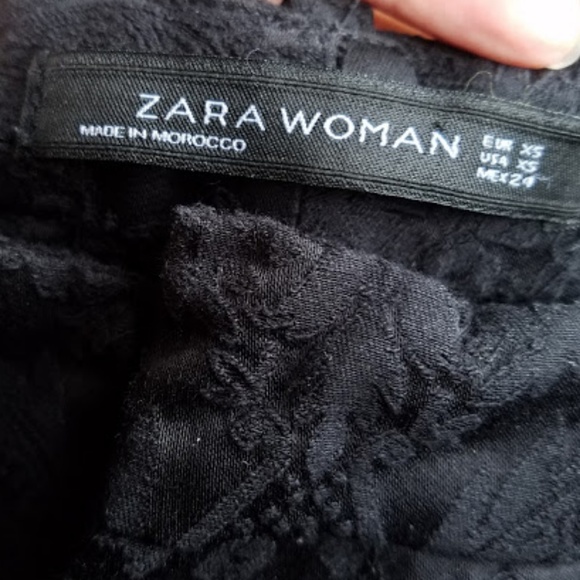 ZARA WOMAN
MADE IN MOROCCO
EUR XS
USA XS
MEX 24